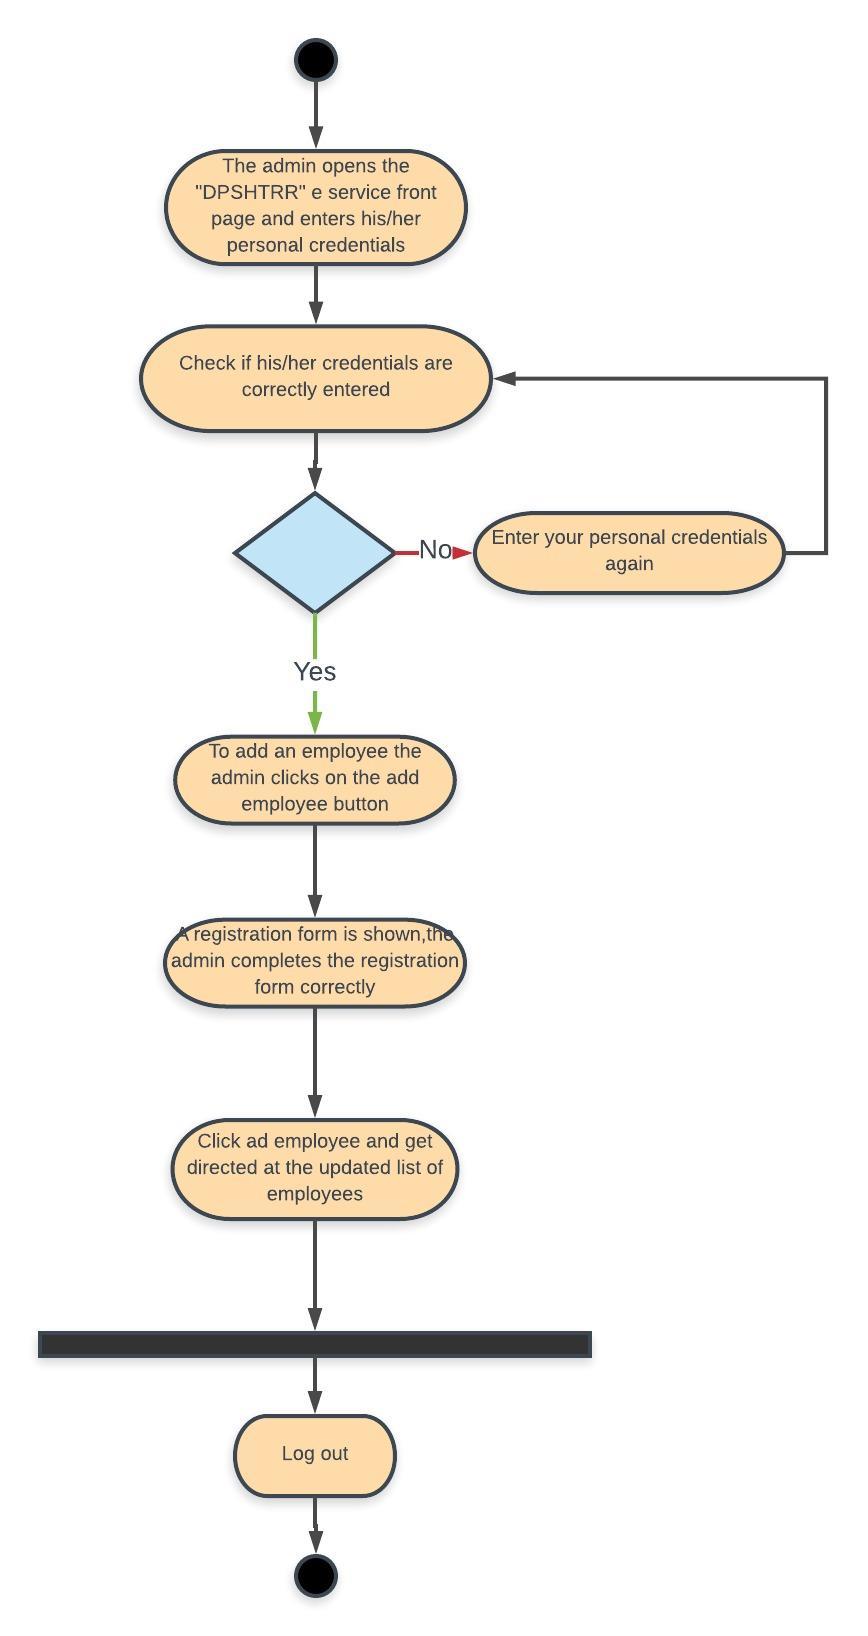 The admin opens the
"DPSHTRR" e service front
page and enters his/her
personal credentials
Check if his/her credentials are
correctly entered
No
Enter your personal credentials
again
Yes
To add an employee the
admin clicks on the add
employee button
A registration form is shown,the
admin completes the registration
form correctly
Click ad employee and get
directed at the updated list of
employees
Log out